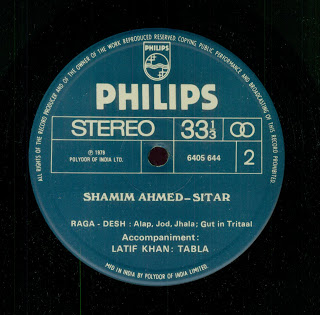 ALL RIGHTS OF THE RECORD PRODUCER AND OF THE OWNER OF THE WORK REPRODUCED RESERVED COPYING, PUBLIC PERFORMANCE AND BROADCASTING OF THIS RECORD PROHIBITED
PHILIPS
PHILIPS
STEREO 33 1/3
Ⓟ 1979
POLYDOR OF INDIA LTD.
6405 644
2
SHAMIM AHMED-SITAR
RAGA - DESH : Alap, Jod, Jhala; Gut in Tritaal
Accompaniment:
LATIF KHAN: TABLA
MFD IN INDIA BY POLYDOR OF INDIA LIMITED.